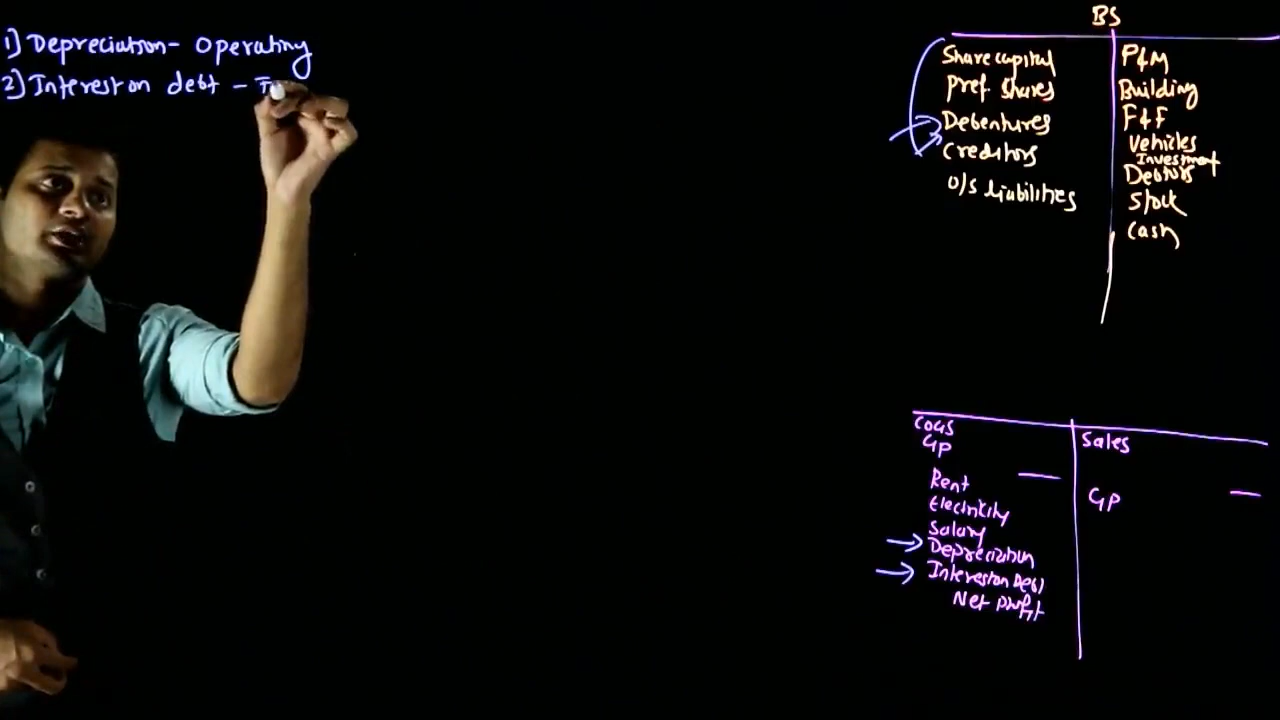 1) Depreciation - Operating
2) Interest on debt - F
BS
Share capital
Pref. Shares
Debentures
Creditors
O/S Liabilities
P&M
Building
F&F
Vehicles
Investment
Debtors
Stock
Cash
COGS
GP
Rent
Electricity
Salary
Depreciation
Interest on Debt
Net profit
Sales
GP